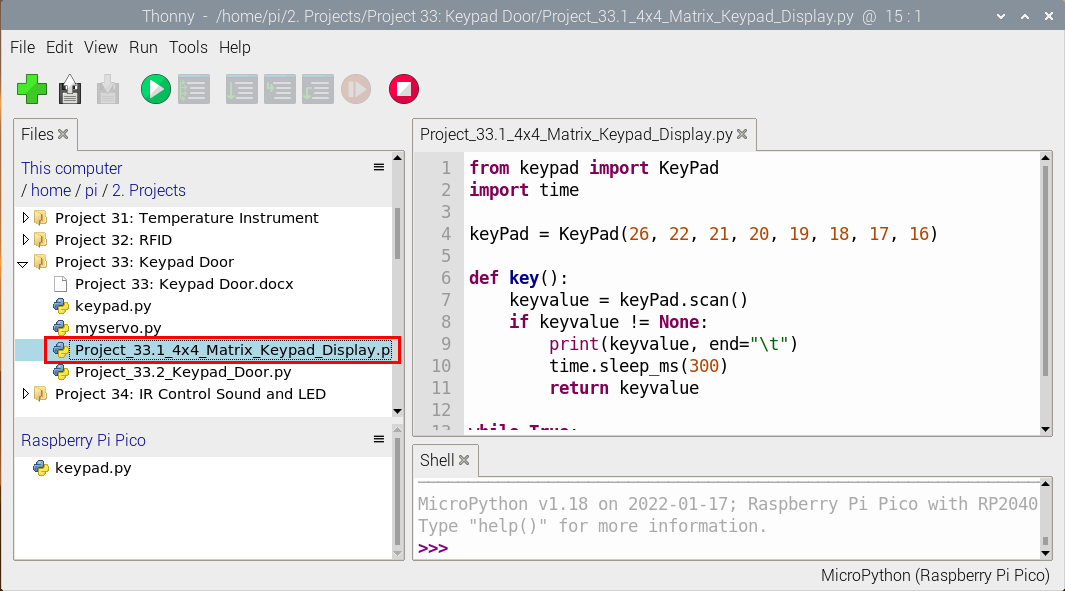 Thonny - /home/pi/2. Projects/Project 33: Keypad Door/Project_33.1_4x4_Matrix_Keypad_Display.py @ 15 : 1
File Edit View Run Tools Help
Files
This computer
/ home / pi / 2. Projects
Project 31: Temperature Instrument
Project 32: RFID
Project 33: Keypad Door
Project 33: Keypad Door.docx
keypad.py
myservo.py
Project_33.1_4x4_Matrix_Keypad_Display.p
Project_33.2_Keypad_Door.py
Project 34: IR Control Sound and LED
Raspberry Pi Pico
keypad.py
Project_33.1_4x4_Matrix_Keypad_Display.py
1 from keypad import KeyPad
2 import time
3
4 keyPad = KeyPad(26, 22, 21, 20, 19, 18, 17, 16)
5
6 def key():
7     keyvalue = keyPad.scan()
8     if keyvalue != None:
9         print(keyvalue, end="\t")
10         time.sleep_ms(300)
11         return keyvalue
12
13 while True:
Shell
MicroPython v1.18 on 2022-01-17; Raspberry Pi Pico with RP2040
Type "help()" for more information.
>>>
MicroPython (Raspberry Pi Pico)